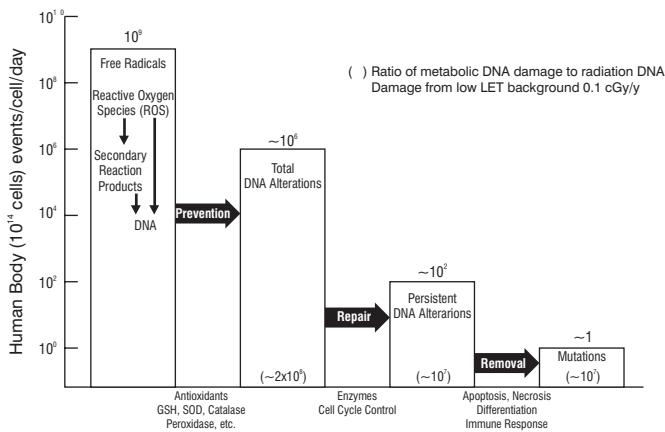 Human Body (10¹⁴ cells) events/cell/day
10¹⁰
10⁸
10⁶
10⁴
10²
10⁰
( ) Ratio of metabolic DNA damage to radiation DNA
Damage from low LET background 0.1 cGy/y
10⁹
Free Radicals
Reactive Oxygen
Species (ROS)
Secondary
Reaction
Products
DNA
Prevention
~10⁶
Total
DNA Alterations
(~2x10⁸)
Repair
~10²
Persistent
DNA Alterarions
(~10⁷)
Removal
~1
Mutations
(~10⁷)
Antioxidants
GSH, SOD, Catalase
Peroxidase, etc.
Enzymes
Cell Cycle Control
Apoptosis, Necrosis
Differentiation
Immune Response